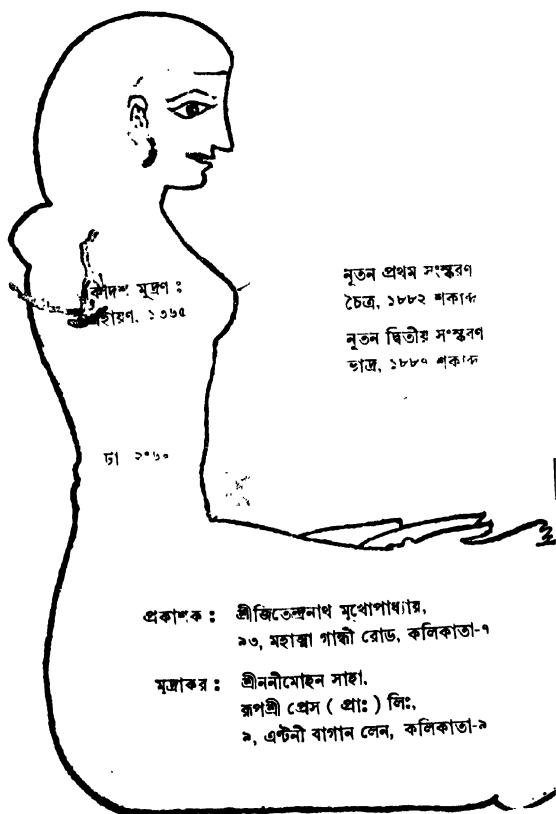 নূতন প্রথম সংস্করণ
চৈত্র, ১৮৮২ শকাব্দ
নূতন দ্বিতীয় সংস্করণ
ভাদ্র, ১৮৮৭ শকাব্দ
মুদ্রণ :
১৩৬৫
প্রকাশক : শ্রীজিতেন্দ্রনাথ মুখোপাধ্যায়,
৯৩, মহাত্মা গান্ধী রোড, কলিকাতা-৭
মুদ্রাকর : শ্রীননীমোহন সাহা,
রূপশ্রী প্রেস ( প্রাঃ ) লিঃ,
৯, এন্টনী বাগান লেন, কলিকাতা-৯